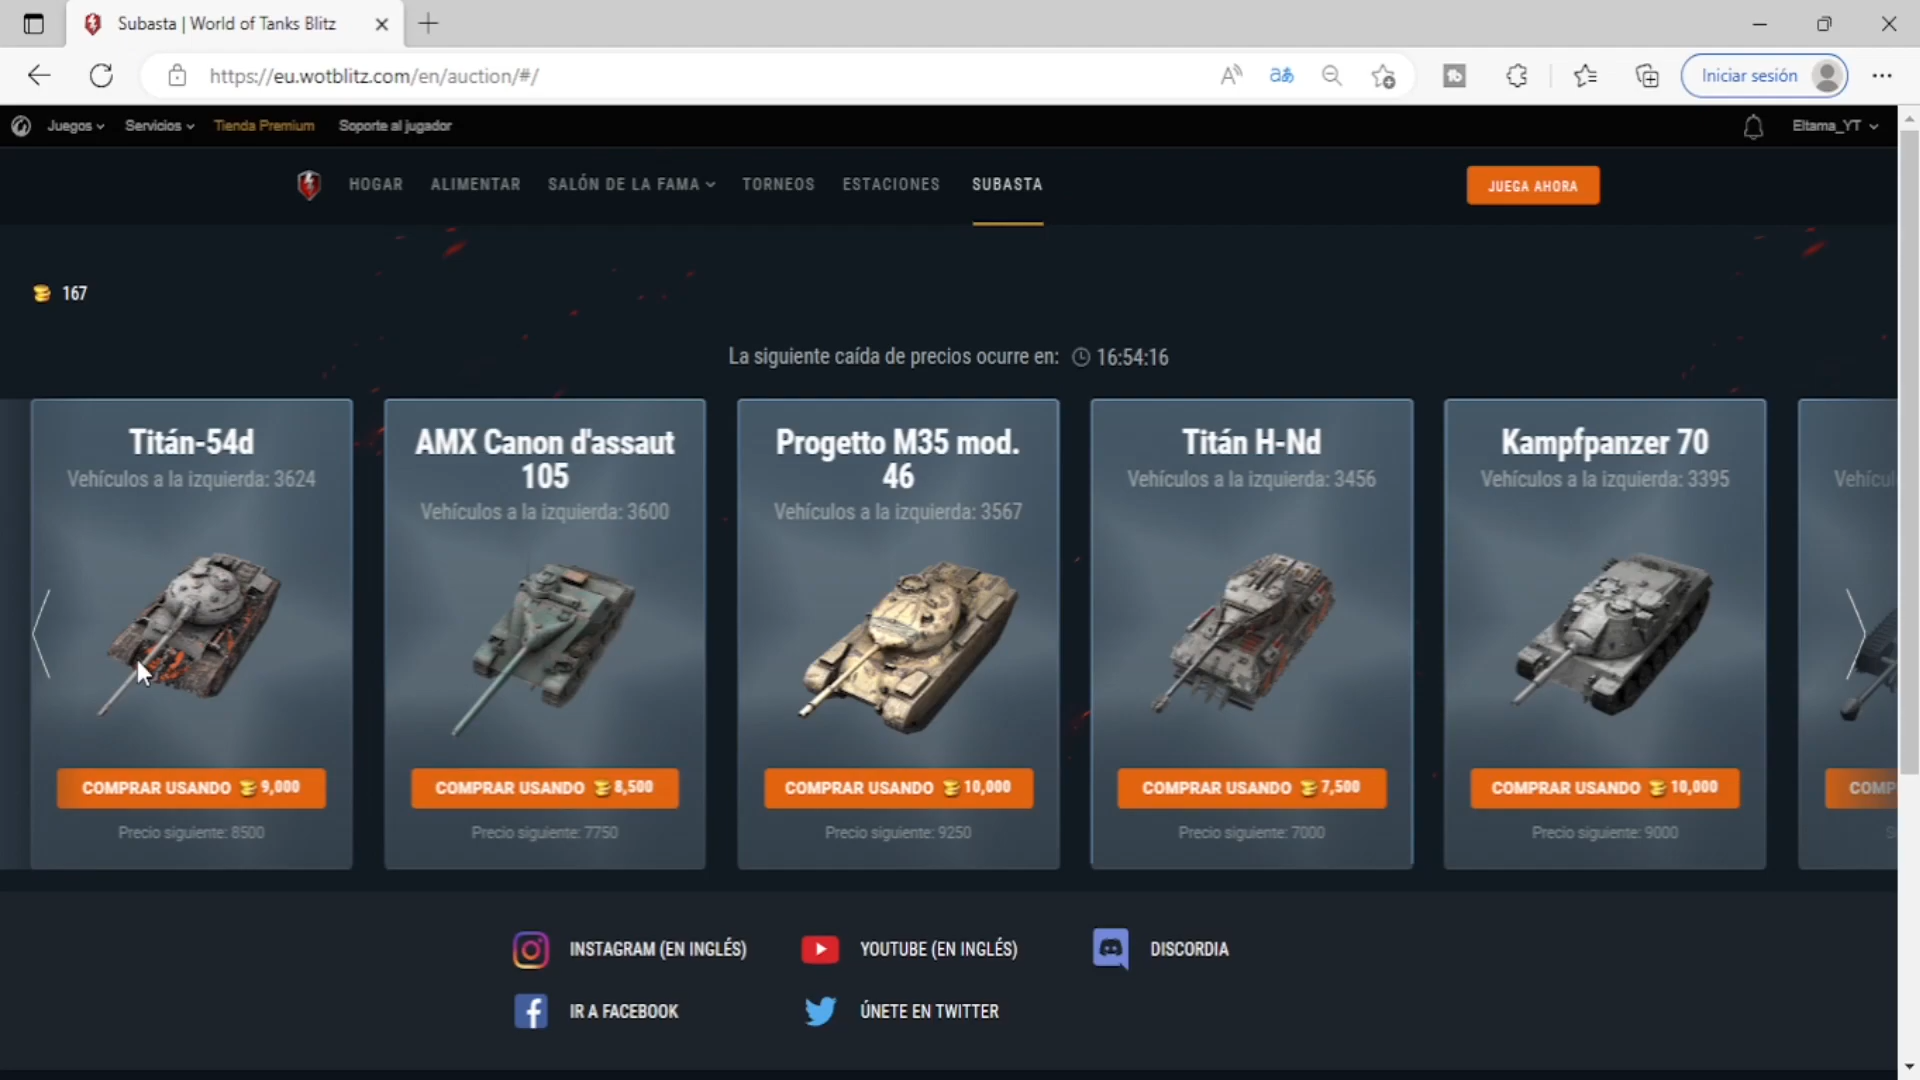 Subasta | World of Tanks Blitz
https://eu.wotblitz.com/en/auction/#/
Iniciar sesión
Juegos
Servicios
Tienda Premium
Soporte al jugador
Eltama_YT
HOGAR
ALIMENTAR
SALÓN DE LA FAMA
TORNEOS
ESTACIONES
SUBASTA
JUEGA AHORA
167
La siguiente caída de precios ocurre en: 16:54:16
Titán-54d
Vehículos a la izquierda: 3624
COMPRAR USANDO 9,000
Precio siguiente: 8500
AMX Canon d'assaut
105
Vehículos a la izquierda: 3600
COMPRAR USANDO 8,500
Precio siguiente: 7750
Progetto M35 mod.
46
Vehículos a la izquierda: 3567
COMPRAR USANDO 10,000
Precio siguiente: 9250
Titán H-Nd
Vehículos a la izquierda: 3456
COMPRAR USANDO 7,500
Precio siguiente: 7000
Kampfpanzer 70
Vehículos a la izquierda: 3395
COMPRAR USANDO 10,000
Precio siguiente: 9000
INSTAGRAM (EN INGLÉS)
YOUTUBE (EN INGLÉS)
DISCORDIA
IR A FACEBOOK
ÚNETE EN TWITTER